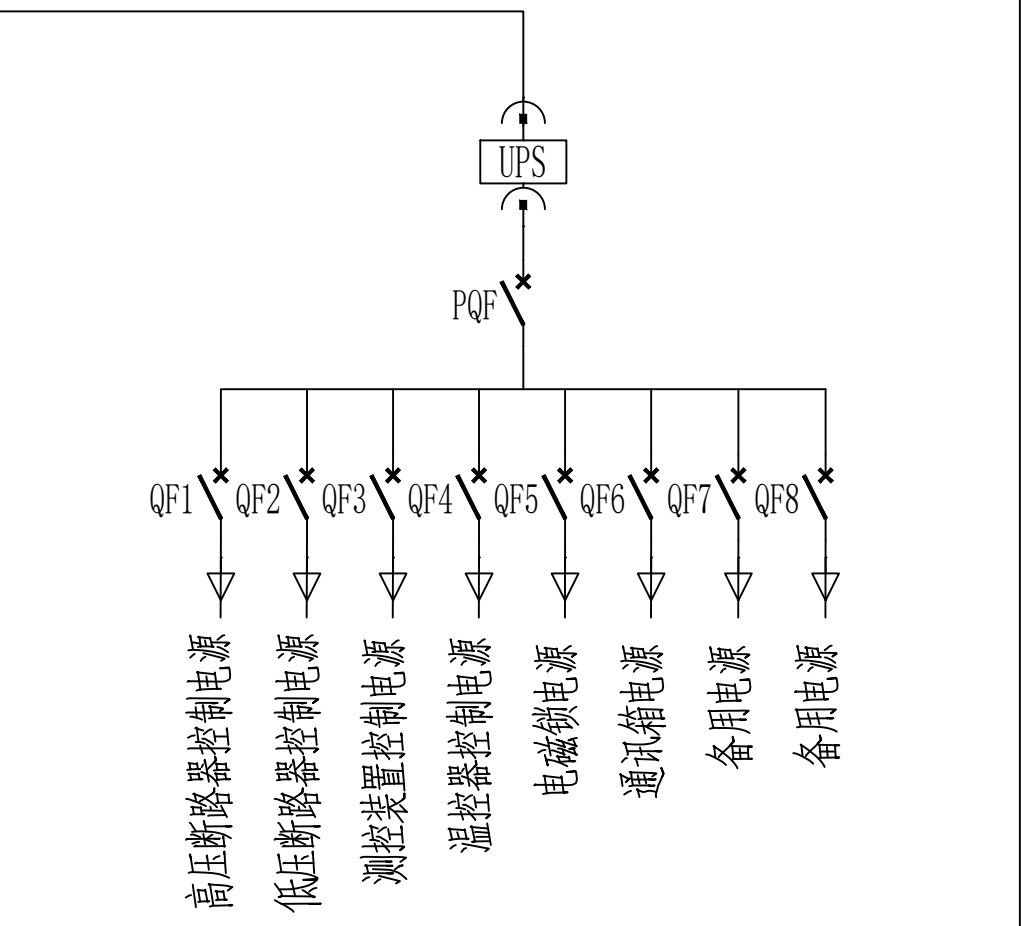 UPS
PQF
QF1
QF2
QF3
QF4
QF5
QF6
QF7
QF8
高压断路器控制电源
低压断路器控制电源
测控装置控制电源
温控器控制电源
电磁锁电源
通讯箱电源
备用电源
备用电源